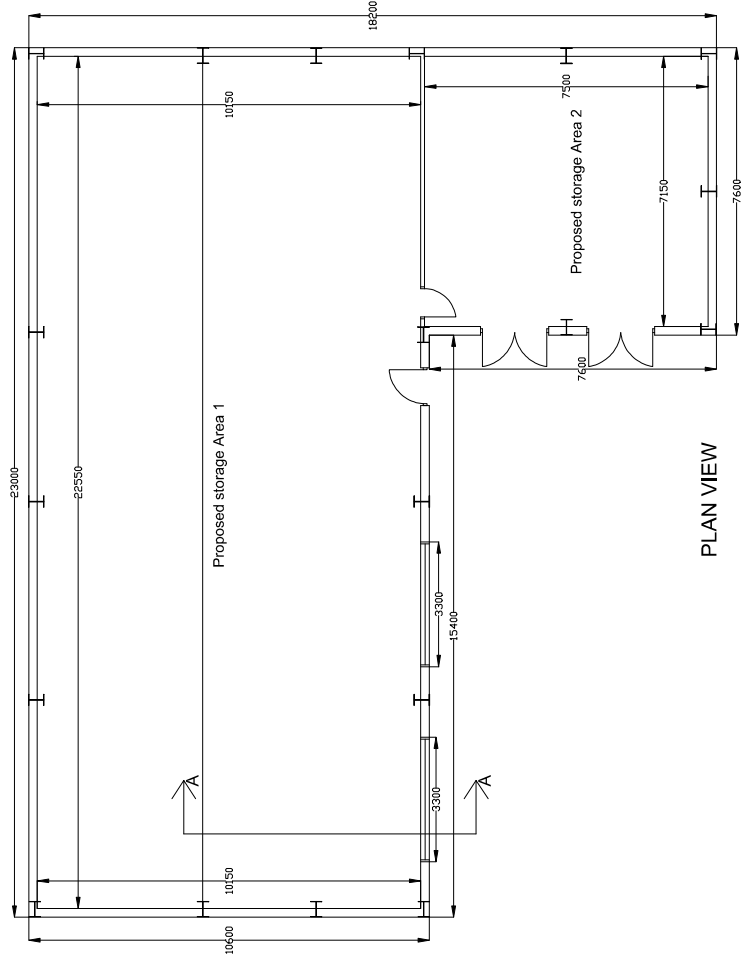 18200
10150
7500
Proposed storage Area 2
7150
7600
7600
23000
22550
Proposed storage Area 1
PLAN VIEW
3300
15400
A
A
3300
10150
10600